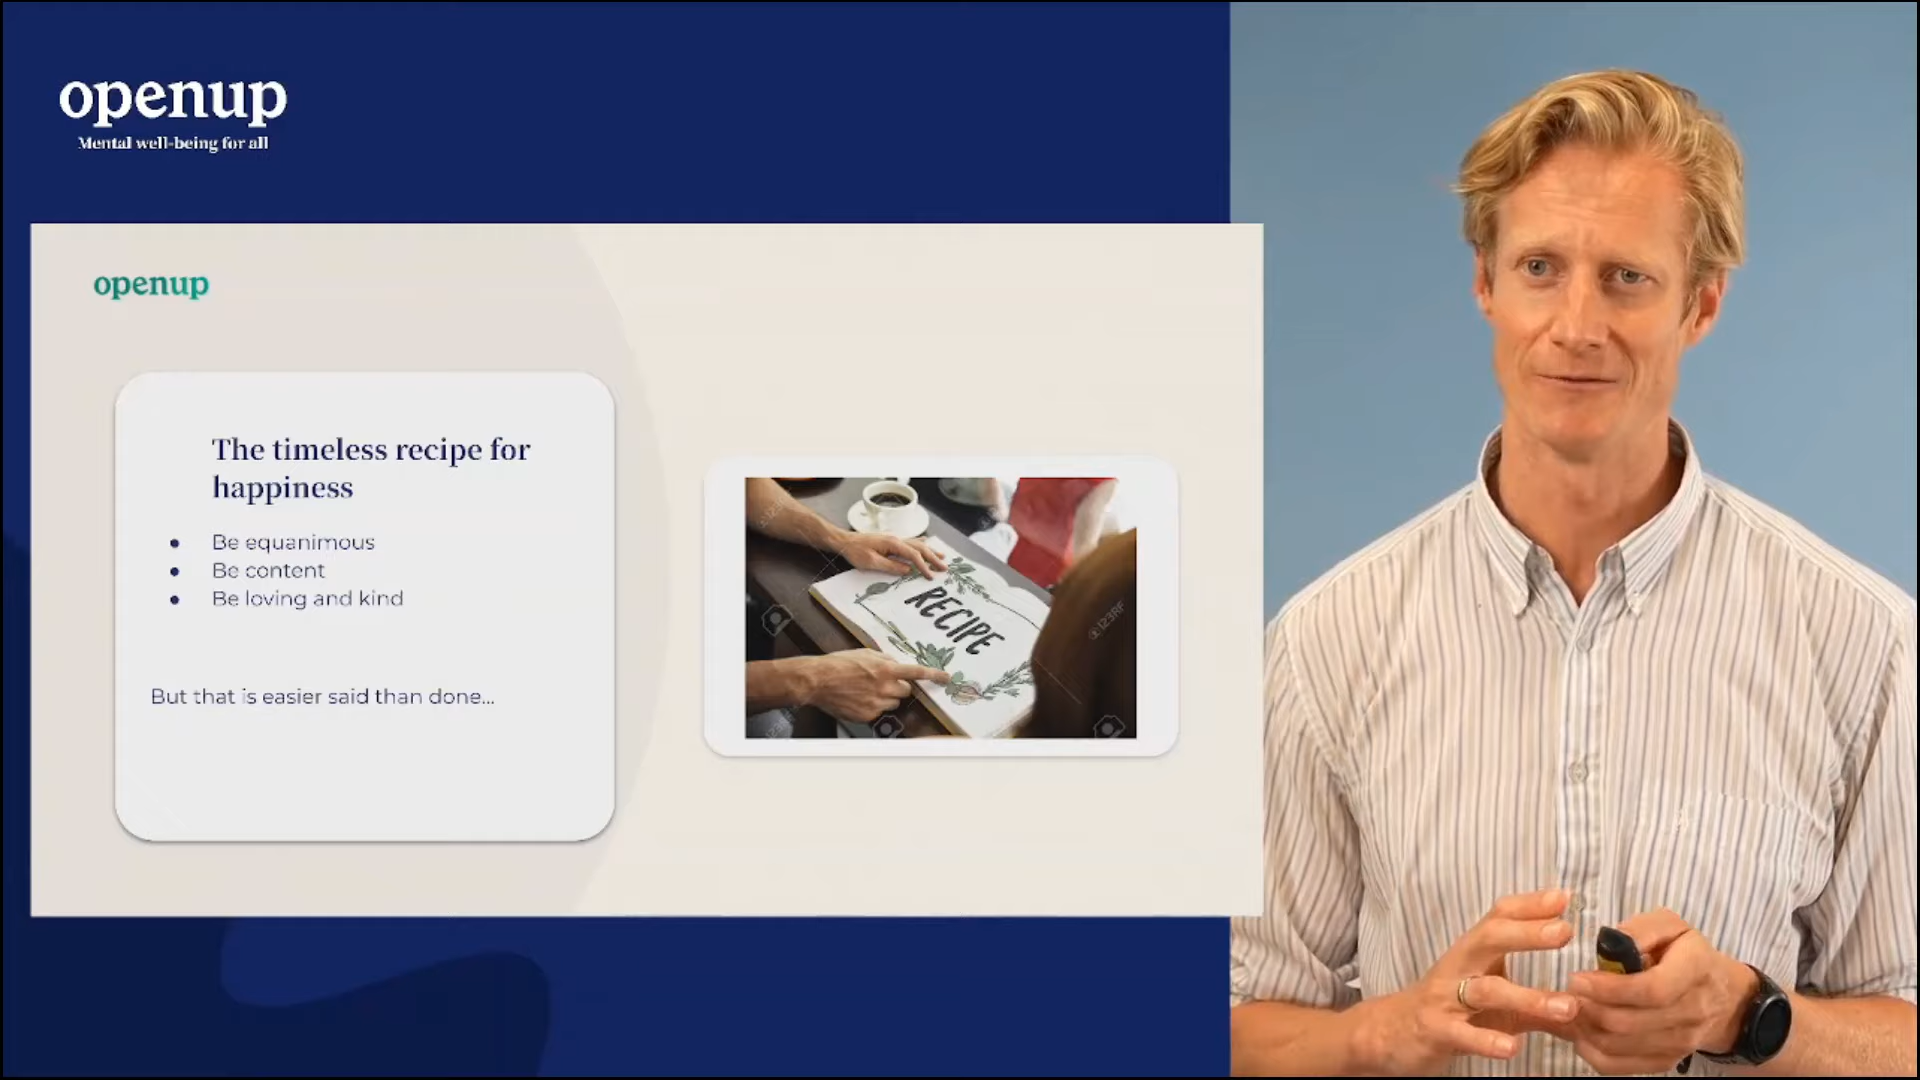 openup
Mental well-being for all
openup
The timeless recipe for
happiness
• Be equanimous
• Be content
• Be loving and kind
But that is easier said than done...
RECIPE
123RF